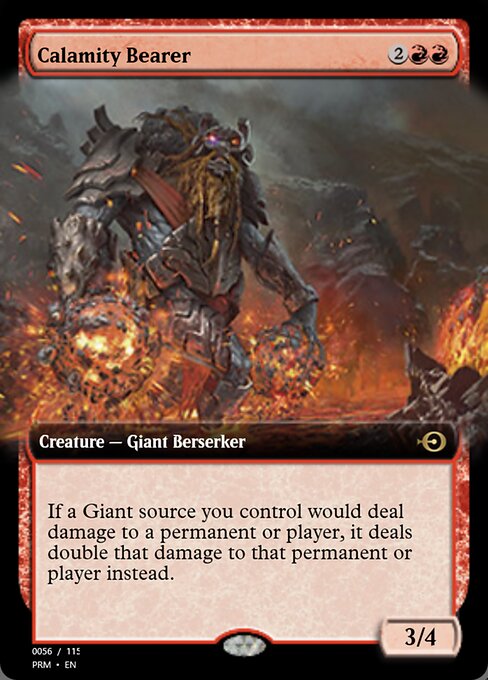 Calamity Bearer 2
Creature — Giant Berserker
If a Giant source you control would deal
damage to a permanent or player, it deals
double that damage to that permanent or
player instead.
3/4
0056 / 115
PRM • EN